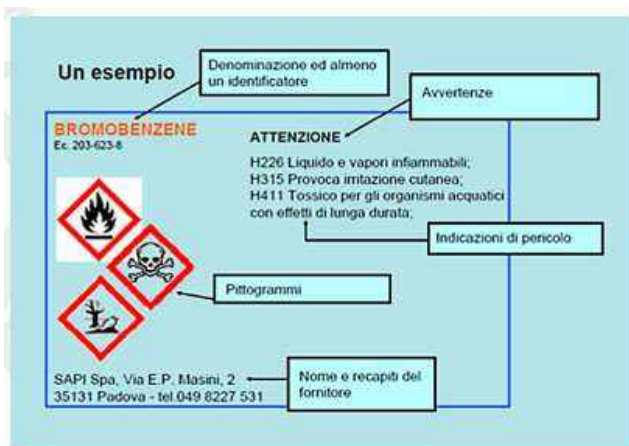 Un esempio
Denominazione ed almeno
un identificatore
Avvertenze
BROMOBENZENE
Ec. 203-623-8
ATTENZIONE
H226 Liquido e vapori infiammabili;
H315 Provoca irritazione cutanea;
H411 Tossico per gli organismi acquatici
con effetti di lunga durata;
Indicazioni di pericolo
Pittogrammi
SAPI Spa, Via E.P. Masini, 2
35131 Padova - tel.049 8227 531
Nome e recapiti del
fornitore